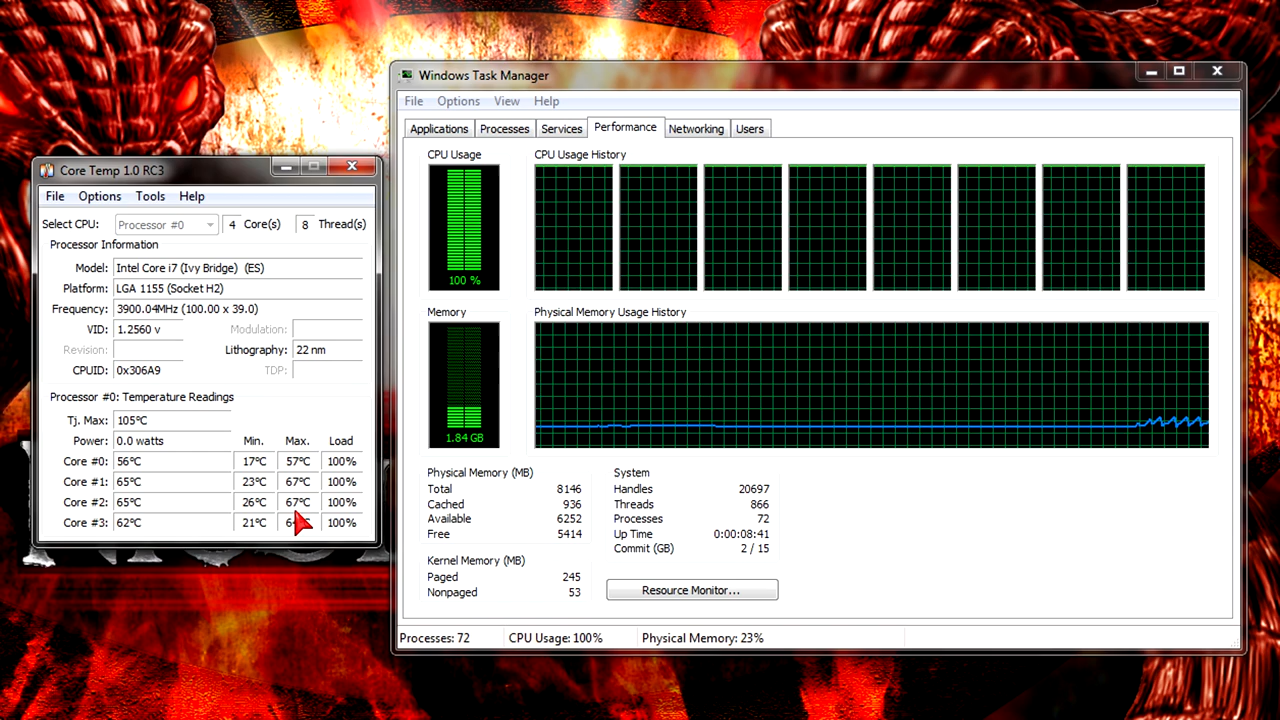 Core Temp 1.0 RC3
File Options Tools Help
Select CPU: Processor #0 4 Core(s) 8 Thread(s)
Processor Information
Model: Intel Core i7 (Ivy Bridge) (ES)
Platform: LGA 1155 (Socket H2)
Frequency: 3900.04MHz (100.00 x 39.0)
VID: 1.2560 v Modulation:
Revision: Lithography: 22 nm
CPUID: 0x306A9 TDP:
Processor #0: Temperature Readings
Tj. Max: 105°C
Power: 0.0 watts Min. Max. Load
Core #0: 56°C 17°C 57°C 100%
Core #1: 65°C 23°C 67°C 100%
Core #2: 65°C 26°C 67°C 100%
Core #3: 62°C 21°C 100%
Windows Task Manager
File Options View Help
Applications Processes Services Performance Networking Users
CPU Usage CPU Usage History
100 %
Memory Physical Memory Usage History
1.84 GB
Physical Memory (MB)
Total 8146
Cached 936
Available 6252
Free 5414
Kernel Memory (MB)
Paged 245
Nonpaged 53
System
Handles 20697
Threads 866
Processes 72
Up Time 0:00:08:41
Commit (GB) 2 / 15
Resource Monitor...
Processes: 72 CPU Usage: 100% Physical Memory: 23%